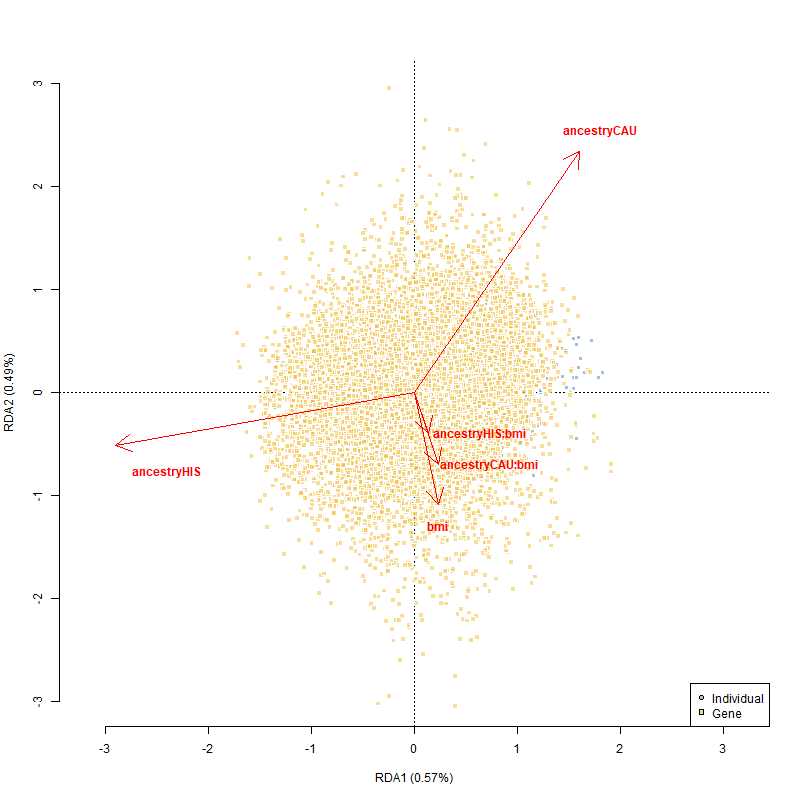 3
2
1
0
-1
-2
-3
RDA2 (0.49%)
ancestryCAU
ancestryHIS:bmi
ancestryCAU:bmi
ancestryHIS
bmi
Individual
Gene
-3 -2 -1 0 1 2 3
RDA1 (0.57%)